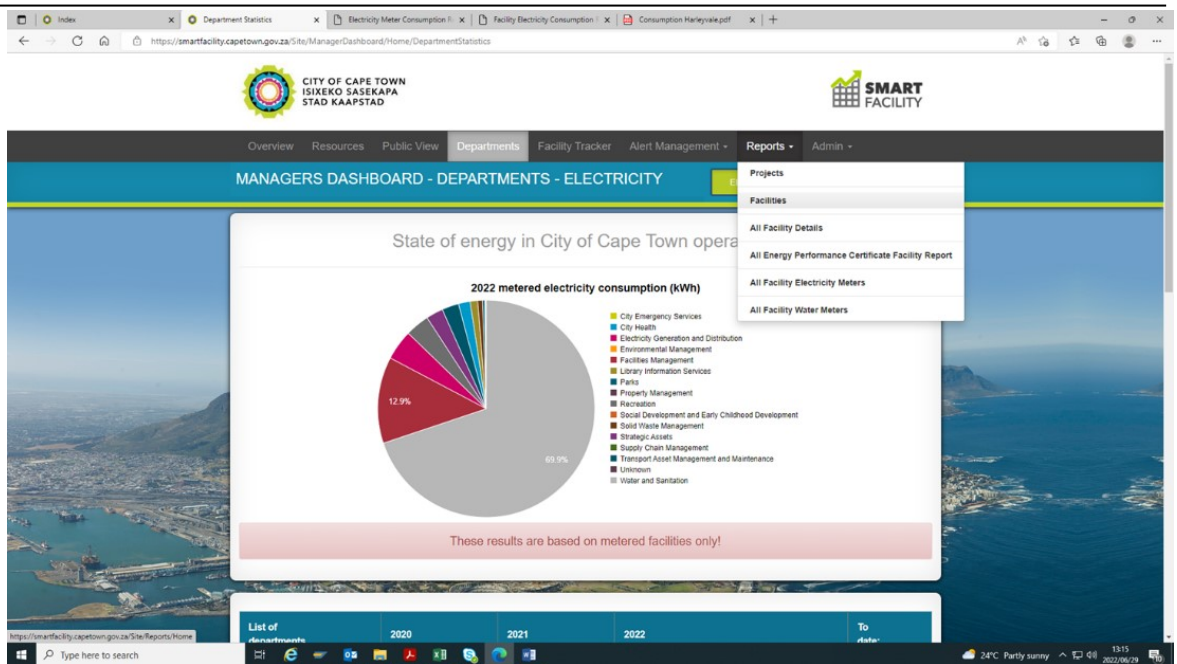 Index
Department Statistics
Electricity Meter Consumption R
Facility Electricity Consumption
Consumption Harleyvale.pdf
https://smartfacility.capetown.gov.za/Site/ManagerDashboard/Home/DepartmentStatistics
CITY OF CAPE TOWN
ISIXEKO SASEKAPA
STAD KAAPSTAD
SMART
FACILITY
Overview Resources Public View Departments Facility Tracker Alert Management Reports Admin
MANAGERS DASHBOARD - DEPARTMENTS - ELECTRICITY
Projects
Facilities
All Facility Details
All Energy Performance Certificate Facility Report
All Facility Electricity Meters
All Facility Water Meters
State of energy in City of Cape Town opera
2022 metered electricity consumption (kWh)
12.9%
69.9%
City Emergency Services
City Health
Electricity Generation and Distribution
Environmental Management
Facilities Management
Library Information Services
Parks
Property Management
Recreation
Social Development and Early Childhood Development
Solid Waste Management
Strategic Assets
Supply Chain Management
Transport Asset Management and Maintenance
Unknown
Water and Sanitation
These results are based on metered facilities only!
List of
departments
2020
2021
2022
To
date:
https://smartfacility.capetown.gov.za/Site/Reports/Home
Type here to search
24°C Partly sunny
13:15
2022/06/29